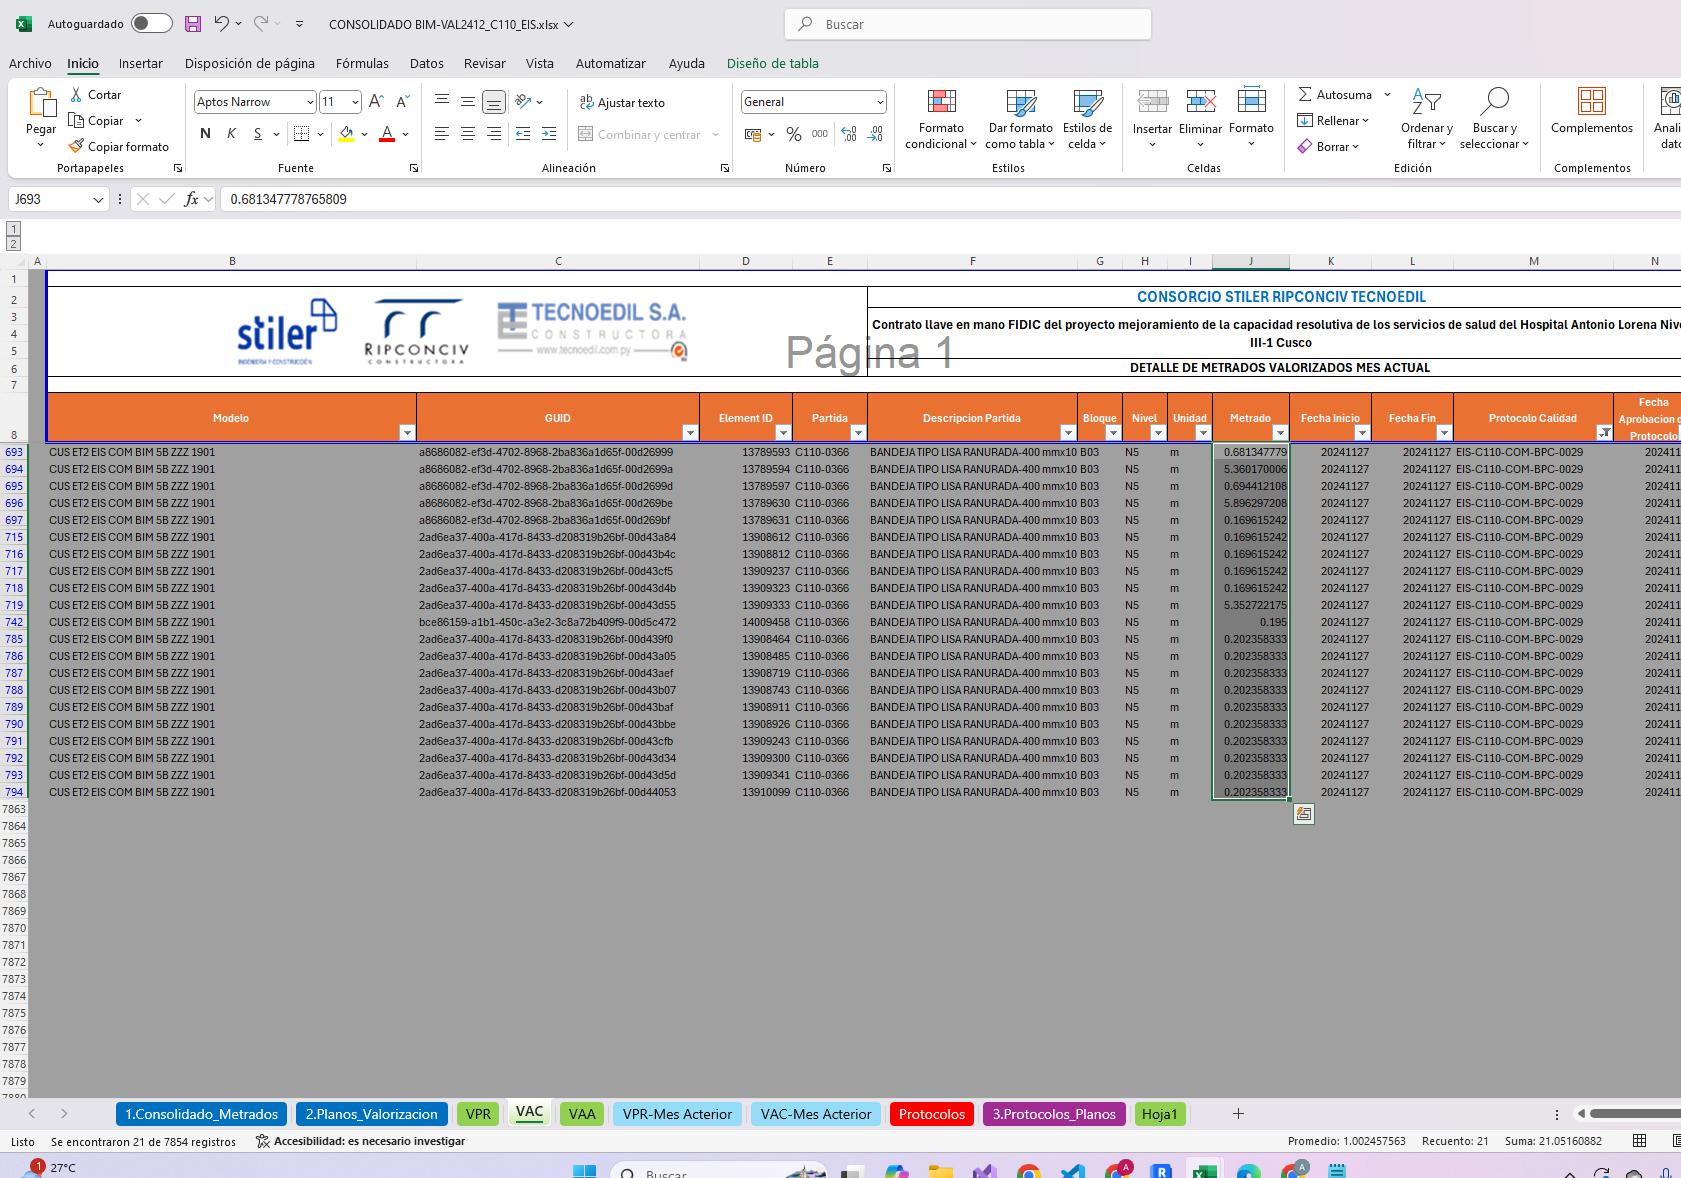 Autoguardado
CONSOLIDADO BIM-VAL2412_C110_EIS.xlsx
Buscar
Archivo Inicio Insertar Disposición de página Fórmulas Datos Revisar Vista Automatizar Ayuda Diseño de tabla
Pegar
Cortar
Copiar
Copiar formato
Portapapeles
Aptos Narrow 11
N K S
Fuente
Ajustar texto
Combinar y centrar
Alineación
General
% 000
Número
Formato condicional
Dar formato como tabla
Estilos de celda
Estilos
Insertar Eliminar Formato
Celdas
Autosuma
Rellenar
Borrar
Ordenar y filtrar
Buscar y seleccionar
Edición
Complementos
Complementos
J693
fx
0.681347778765809
1
2
A B C D E F G H I J K L M N
1
2
3
4
5
6
7
8
stiler
INGENIERIA Y CONSTRUCCIÓN
RIPCONCIV
CONSTRUCTORA
TECNOEDIL S.A.
CONSTRUCTORA
www.tecnoedil.com.py
Página 1
CONSORCIO STILER RIPCONCIV TECNOEDIL
Contrato llave en mano FIDIC del proyecto mejoramiento de la capacidad resolutiva de los servicios de salud del Hospital Antonio Lorena Nive
III-1 Cusco
DETALLE DE METRADOS VALORIZADOS MES ACTUAL
Modelo GUID Element ID Partida Descripcion Partida Bloque Nivel Unidad Metrado Fecha Inicio Fecha Fin Protocolo Calidad Fecha Aprobacion d Protocolo
693 CUS ET2 EIS COM BIM 5B ZZZ 1901 a8686082-ef3d-4702-8968-2ba836a1d65f-00d26999 13789593 C110-0366 BANDEJA TIPO LISA RANURADA-400 mmx10 B03 N5 m 0.681347779 20241127 20241127 EIS-C110-COM-BPC-0029 202411
694 CUS ET2 EIS COM BIM 5B ZZZ 1901 a8686082-ef3d-4702-8968-2ba836a1d65f-00d2699a 13789594 C110-0366 BANDEJA TIPO LISA RANURADA-400 mmx10 B03 N5 m 5.360170006 20241127 20241127 EIS-C110-COM-BPC-0029 202411
695 CUS ET2 EIS COM BIM 5B ZZZ 1901 a8686082-ef3d-4702-8968-2ba836a1d65f-00d2699d 13789597 C110-0366 BANDEJA TIPO LISA RANURADA-400 mmx10 B03 N5 m 0.694412108 20241127 20241127 EIS-C110-COM-BPC-0029 202411
696 CUS ET2 EIS COM BIM 5B ZZZ 1901 a8686082-ef3d-4702-8968-2ba836a1d65f-00d269be 13789630 C110-0366 BANDEJA TIPO LISA RANURADA-400 mmx10 B03 N5 m 5.896297208 20241127 20241127 EIS-C110-COM-BPC-0029 202411
697 CUS ET2 EIS COM BIM 5B ZZZ 1901 a8686082-ef3d-4702-8968-2ba836a1d65f-00d269bf 13789631 C110-0366 BANDEJA TIPO LISA RANURADA-400 mmx10 B03 N5 m 0.169615242 20241127 20241127 EIS-C110-COM-BPC-0029 202411
715 CUS ET2 EIS COM BIM 5B ZZZ 1901 2ad6ea37-400a-417d-8433-d208319b26bf-00d43a84 13908612 C110-0366 BANDEJA TIPO LISA RANURADA-400 mmx10 B03 N5 m 0.169615242 20241127 20241127 EIS-C110-COM-BPC-0029 202411
716 CUS ET2 EIS COM BIM 5B ZZZ 1901 2ad6ea37-400a-417d-8433-d208319b26bf-00d43b4c 13908812 C110-0366 BANDEJA TIPO LISA RANURADA-400 mmx10 B03 N5 m 0.169615242 20241127 20241127 EIS-C110-COM-BPC-0029 202411
717 CUS ET2 EIS COM BIM 5B ZZZ 1901 2ad6ea37-400a-417d-8433-d208319b26bf-00d43cf5 13909237 C110-0366 BANDEJA TIPO LISA RANURADA-400 mmx10 B03 N5 m 0.169615242 20241127 20241127 EIS-C110-COM-BPC-0029 202411
718 CUS ET2 EIS COM BIM 5B ZZZ 1901 2ad6ea37-400a-417d-8433-d208319b26bf-00d43d4b 13909323 C110-0366 BANDEJA TIPO LISA RANURADA-400 mmx10 B03 N5 m 0.169615242 20241127 20241127 EIS-C110-COM-BPC-0029 202411
719 CUS ET2 EIS COM BIM 5B ZZZ 1901 2ad6ea37-400a-417d-8433-d208319b26bf-00d43d55 13909333 C110-0366 BANDEJA TIPO LISA RANURADA-400 mmx10 B03 N5 m 5.352722175 20241127 20241127 EIS-C110-COM-BPC-0029 202411
742 CUS ET2 EIS COM BIM 5B ZZZ 1901 bce86159-a1b1-450c-a3e2-3c8a72b409f9-00d5c472 14009458 C110-0366 BANDEJA TIPO LISA RANURADA-400 mmx10 B03 N5 m 0.195 20241127 20241127 EIS-C110-COM-BPC-0029 202411
785 CUS ET2 EIS COM BIM 5B ZZZ 1901 2ad6ea37-400a-417d-8433-d208319b26bf-00d439f0 13908464 C110-0366 BANDEJA TIPO LISA RANURADA-400 mmx10 B03 N5 m 0.202358333 20241127 20241127 EIS-C110-COM-BPC-0029 202411
786 CUS ET2 EIS COM BIM 5B ZZZ 1901 2ad6ea37-400a-417d-8433-d208319b26bf-00d43a05 13908485 C110-0366 BANDEJA TIPO LISA RANURADA-400 mmx10 B03 N5 m 0.202358333 20241127 20241127 EIS-C110-COM-BPC-0029 202411
787 CUS ET2 EIS COM BIM 5B ZZZ 1901 2ad6ea37-400a-417d-8433-d208319b26bf-00d43aef 13908719 C110-0366 BANDEJA TIPO LISA RANURADA-400 mmx10 B03 N5 m 0.202358333 20241127 20241127 EIS-C110-COM-BPC-0029 202411
788 CUS ET2 EIS COM BIM 5B ZZZ 1901 2ad6ea37-400a-417d-8433-d208319b26bf-00d43b07 13908743 C110-0366 BANDEJA TIPO LISA RANURADA-400 mmx10 B03 N5 m 0.202358333 20241127 20241127 EIS-C110-COM-BPC-0029 202411
789 CUS ET2 EIS COM BIM 5B ZZZ 1901 2ad6ea37-400a-417d-8433-d208319b26bf-00d43baf 13908911 C110-0366 BANDEJA TIPO LISA RANURADA-400 mmx10 B03 N5 m 0.202358333 20241127 20241127 EIS-C110-COM-BPC-0029 202411
790 CUS ET2 EIS COM BIM 5B ZZZ 1901 2ad6ea37-400a-417d-8433-d208319b26bf-00d43bbe 13908926 C110-0366 BANDEJA TIPO LISA RANURADA-400 mmx10 B03 N5 m 0.202358333 20241127 20241127 EIS-C110-COM-BPC-0029 202411
791 CUS ET2 EIS COM BIM 5B ZZZ 1901 2ad6ea37-400a-417d-8433-d208319b26bf-00d43cfb 13909243 C110-0366 BANDEJA TIPO LISA RANURADA-400 mmx10 B03 N5 m 0.202358333 20241127 20241127 EIS-C110-COM-BPC-0029 202411
792 CUS ET2 EIS COM BIM 5B ZZZ 1901 2ad6ea37-400a-417d-8433-d208319b26bf-00d43d34 13909300 C110-0366 BANDEJA TIPO LISA RANURADA-400 mmx10 B03 N5 m 0.202358333 20241127 20241127 EIS-C110-COM-BPC-0029 202411
793 CUS ET2 EIS COM BIM 5B ZZZ 1901 2ad6ea37-400a-417d-8433-d208319b26bf-00d43d5d 13909341 C110-0366 BANDEJA TIPO LISA RANURADA-400 mmx10 B03 N5 m 0.202358333 20241127 20241127 EIS-C110-COM-BPC-0029 202411
794 CUS ET2 EIS COM BIM 5B ZZZ 1901 2ad6ea37-400a-417d-8433-d208319b26bf-00d44053 13910099 C110-0366 BANDEJA TIPO LISA RANURADA-400 mmx10 B03 N5 m 0.202358333 20241127 20241127 EIS-C110-COM-BPC-0029 202411
7863
7864
7865
7866
7867
7868
7869
7870
7871
7872
7873
7874
7875
7876
7877
7878
7879
7880
1.Consolidado_Metrados 2.Planos_Valorizacion VPR VAC VAA VPR-Mes Acterior VAC-Mes Acterior Protocolos 3.Protocolos_Planos Hoja1
Listo Se encontraron 21 de 7854 registros Accesibilidad: es necesario investigar Promedio: 1.002457563 Recuento: 21 Suma: 21.05160882
1 27°C
Buscar